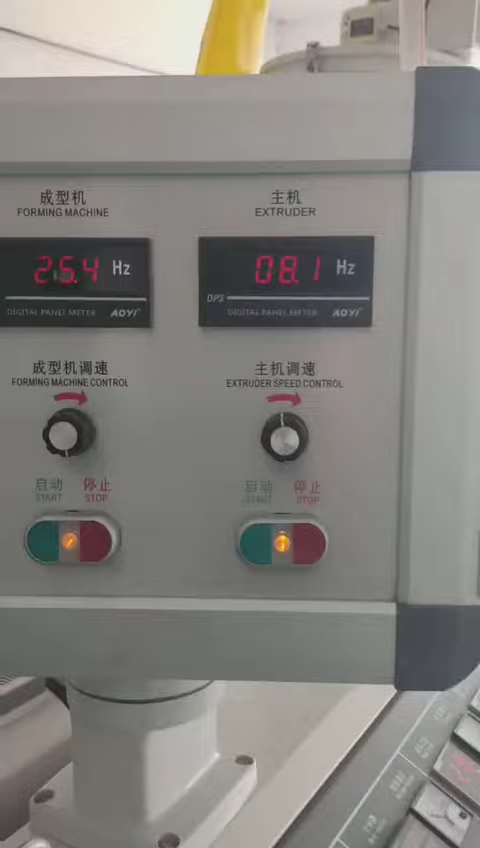 成型机
FORMING MACHINE
主机
EXTRUDER
25.4 Hz
DIGITAL PANEL METER AOYI
08.1 Hz
DP3
DIGITAL PANEL METER AOYI
成型机调速
FORMING MACHINE CONTROL
主机调速
EXTRUDER SPEED CONTROL
启动 停止
START STOP
启动 停止
START STOP